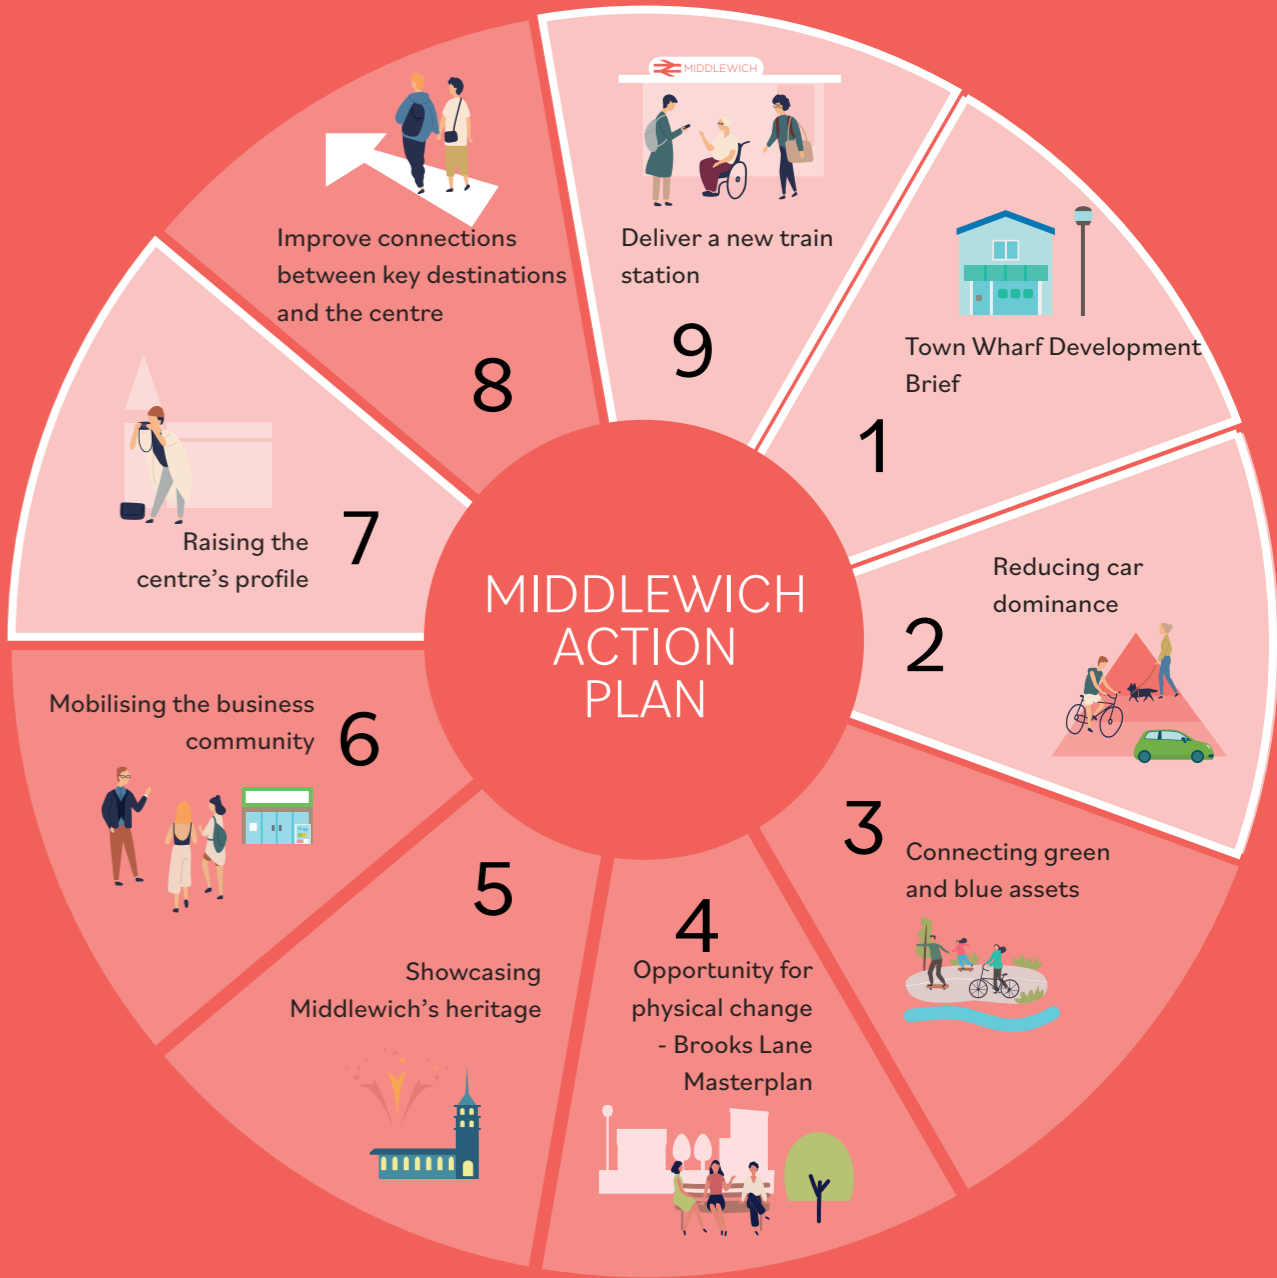 MIDDLEWICH
ACTION
PLAN
1
Town Wharf Development
Brief
2
Reducing car
dominance
3
Connecting green
and blue assets
4
Opportunity for
physical change
- Brooks Lane
Masterplan
5
Showcasing
Middlewich’s heritage
6
Mobilising the business
community
7
Raising the
centre’s profile
8
Improve connections
between key destinations
and the centre
9
Deliver a new train
station
MIDDLEWICH